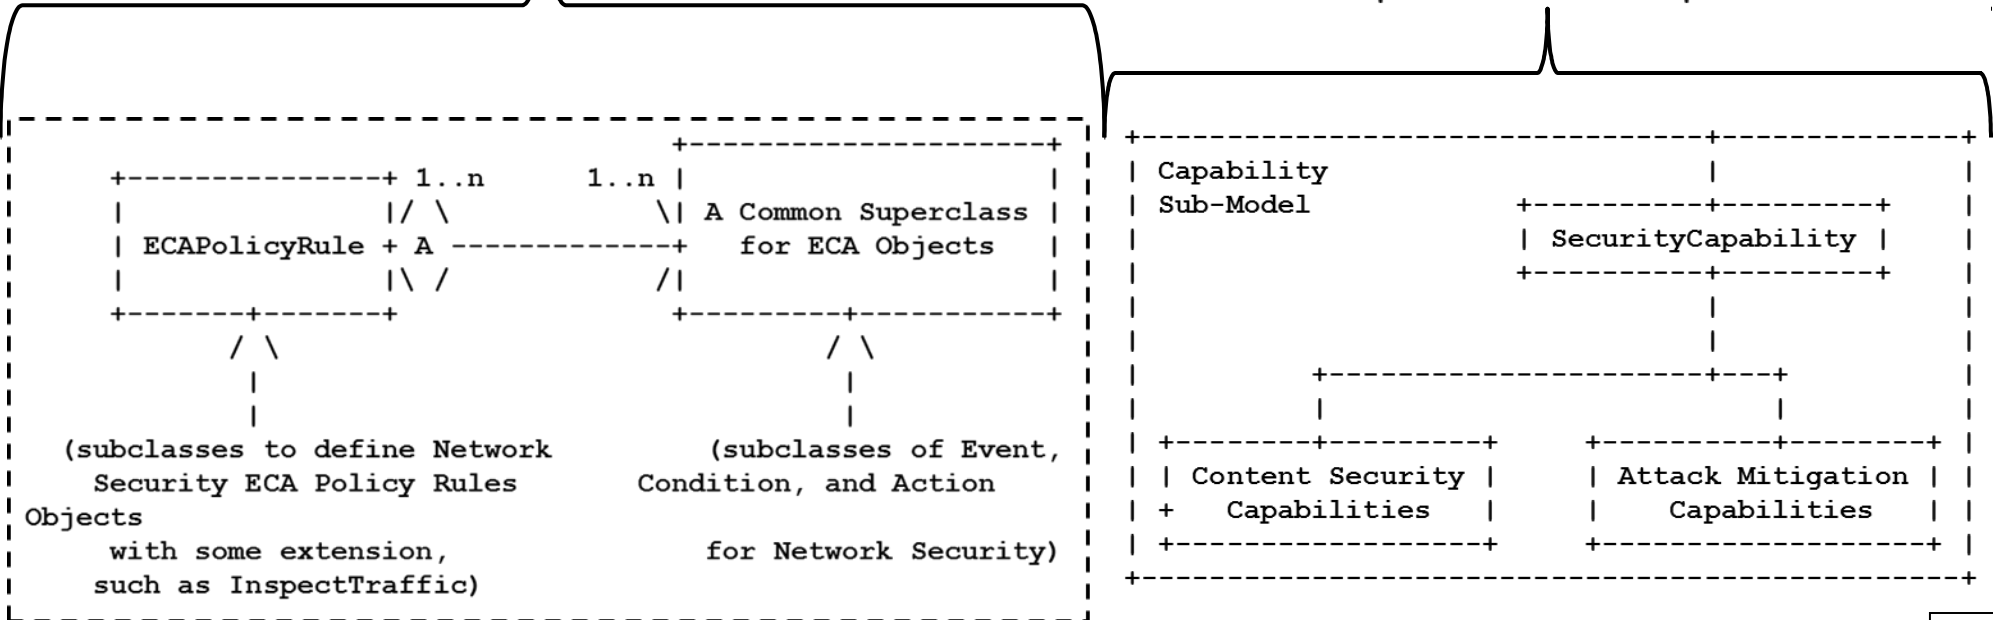 1..n 1..n
A Common Superclass
ECAPolicyRule A for ECA Objects
(subclasses to define Network (subclasses of Event,
Security ECA Policy Rules Condition, and Action
Objects
with some extension, for Network Security)
such as InspectTraffic)
Capability
Sub-Model
SecurityCapability
Content Security
Capabilities
Attack Mitigation
Capabilities